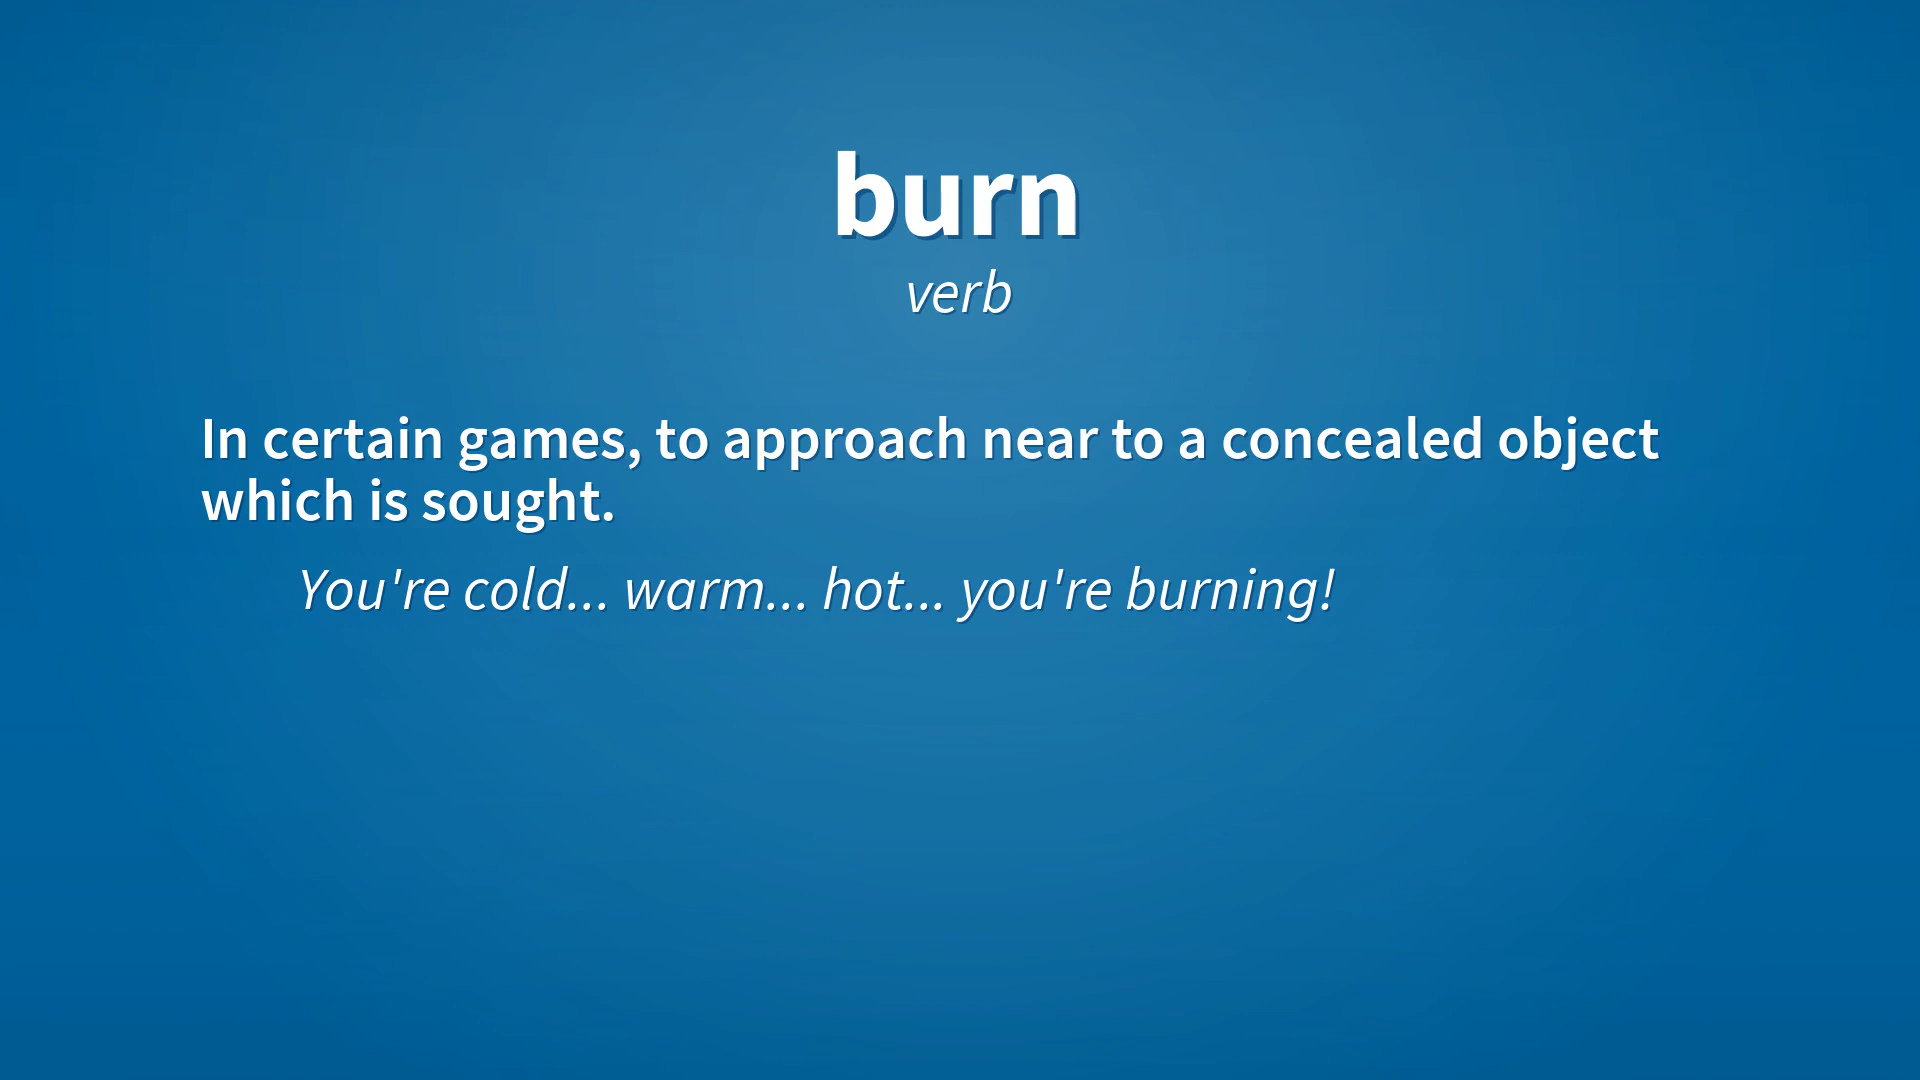 burn
verb
In certain games, to approach near to a concealed object
which is sought.
You're cold... warm... hot... you're burning!